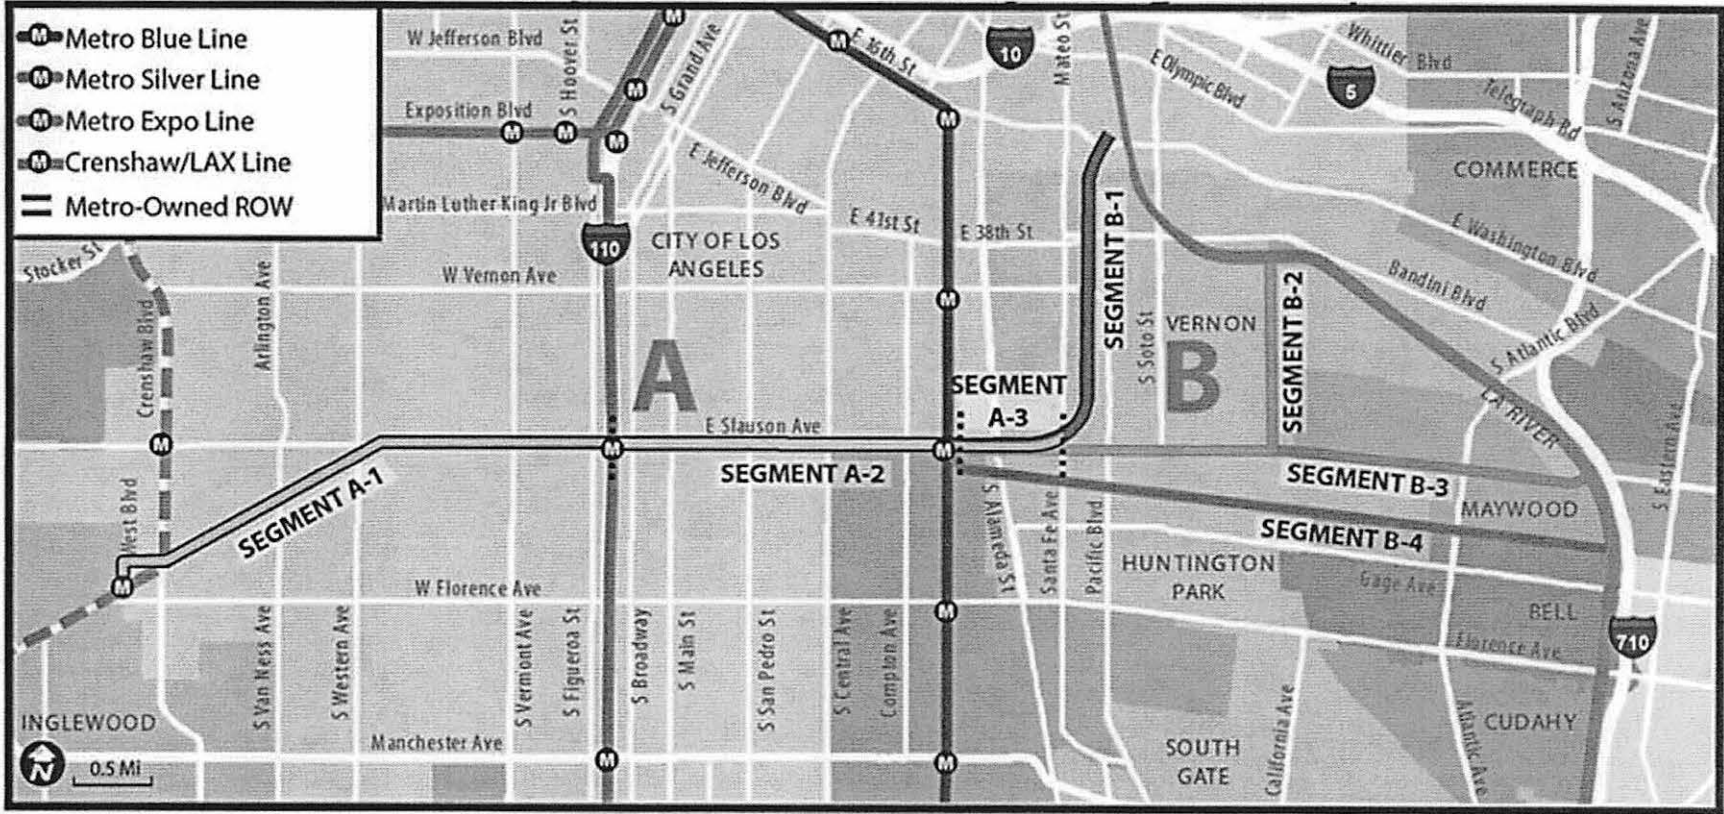 M Metro Blue Line
M Metro Silver Line
M Metro Expo Line
M Crenshaw/LAX Line
Metro-Owned ROW
W Jefferson Blvd
S Hoover St
S Grand Ave
E 16th St
10
Mateo St
E Olympic Blvd
5
Whittier Blvd
Telegraph Rd
S Arizona Ave
Exposition Blvd
E Jefferson Blvd
COMMERCE
Martin Luther King Jr Blvd
110
CITY OF LOS
ANGELES
E 41st St
E 38th St
SEGMENT B-1
E Washington Blvd
Bandini Blvd
Stocker St
Arlington Ave
W Vernon Ave
Crenshaw Blvd
A
S Soto St
VERNON
B
SEGMENT B-2
S Atlantic Blvd
SEGMENT
A-3
LA RIVER
E Slauson Ave
SEGMENT A-1
SEGMENT A-2
SEGMENT B-3
S Eastern Ave
West Blvd
S Alameda St
Santa Fe Ave
Pacific Blvd
MAYWOOD
SEGMENT B-4
HUNTINGTON
PARK
Gage Ave
BELL
W Florence Ave
Florence Ave
710
S Van Ness Ave
S Western Ave
S Vermont Ave
S Figueroa St
S Broadway
S Main St
S San Pedro St
S Central Ave
Compton Ave
INGLEWOOD
N
0.5 Mi
Manchester Ave
SOUTH
GATE
California Ave
Atlantic Ave
CUDAHY